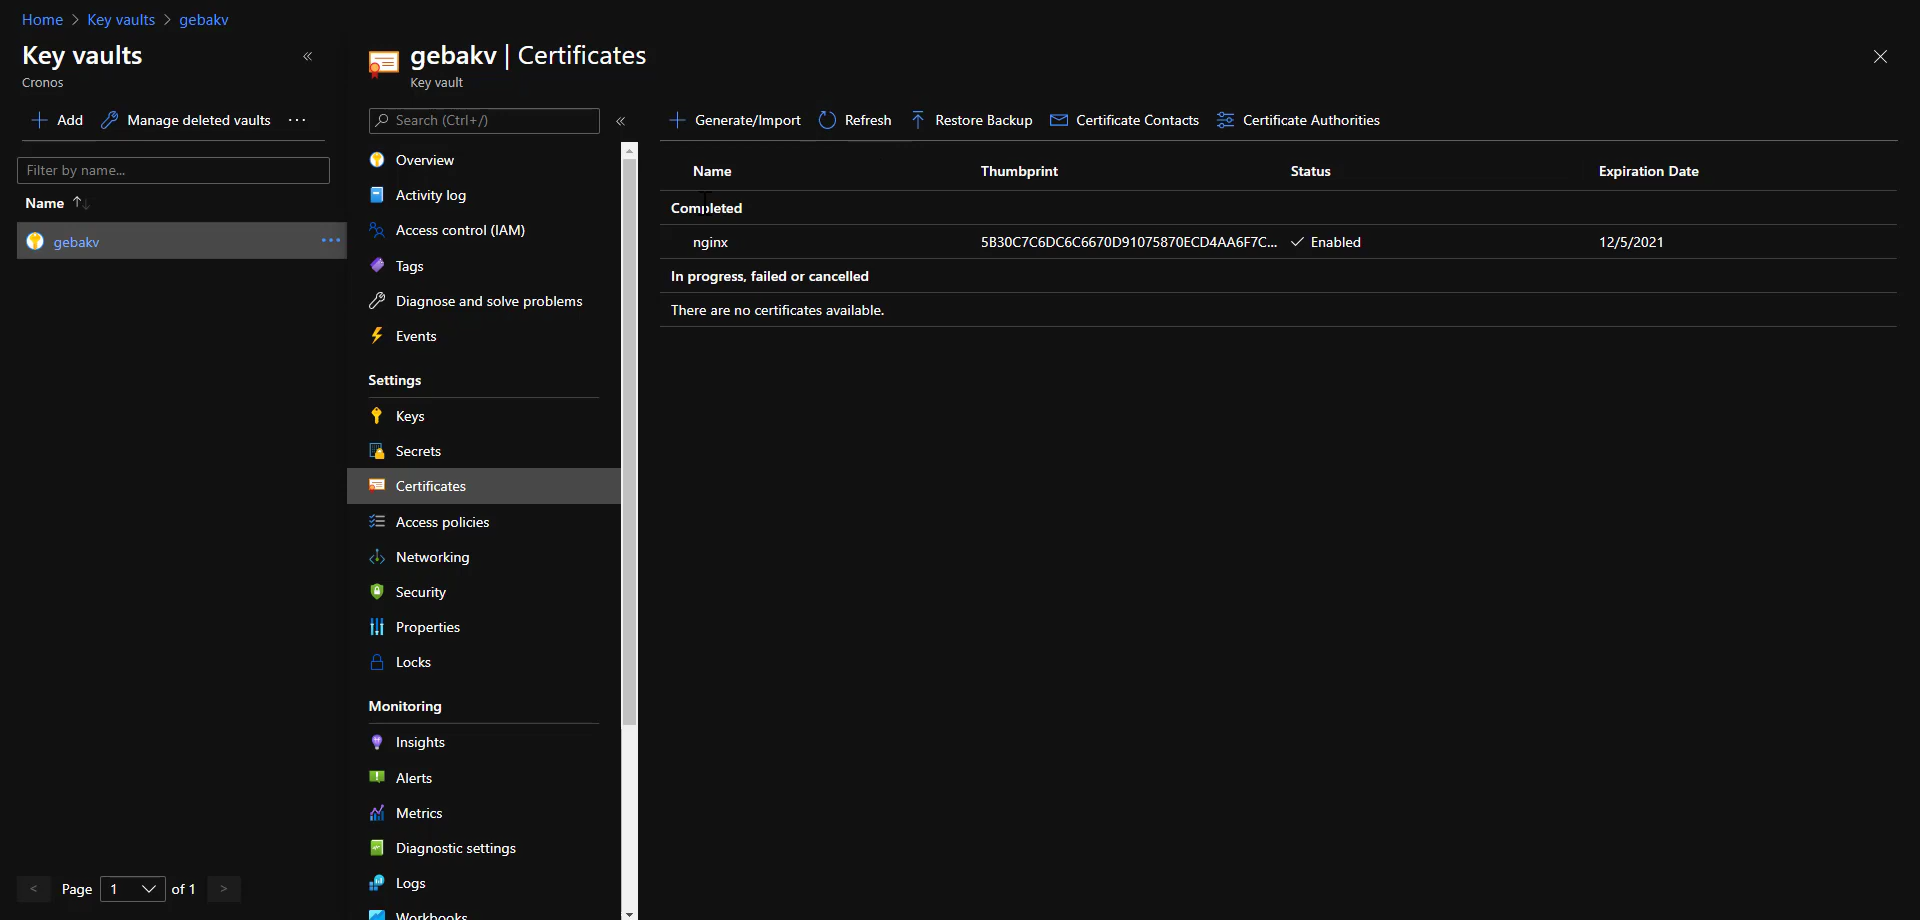 Home > Key vaults > gebakv
Key vaults «
Cronos
+ Add Manage deleted vaults ...
Filter by name...
Name ↑↓
gebakv ...
< Page 1 of 1 >
gebakv | Certificates
Key vault
Search (Ctrl+/) «
Overview
Activity log
Access control (IAM)
Tags
Diagnose and solve problems
Events
Settings
Keys
Secrets
Certificates
Access policies
Networking
Security
Properties
Locks
Monitoring
Insights
Alerts
Metrics
Diagnostic settings
Logs
Workbooks
+ Generate/Import Refresh Restore Backup Certificate Contacts Certificate Authorities
Name Thumbprint Status Expiration Date
Completed
nginx 5B30C7C6DC6C6670D91075870ECD4AA6F7C... ✓ Enabled 12/5/2021
In progress, failed or cancelled
There are no certificates available.